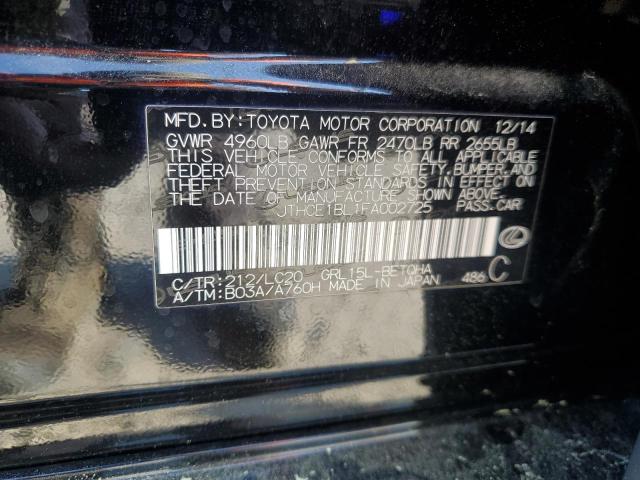 MFD.BY:TOYOTA MOTOR CORPORATION 12/14
GVWR 4960LB GAWR FR 2470LB RR 2655LB
THIS VEHICLE CONFORMS TO ALL APPLICABLE
FEDERAL MOTOR VEHICLE SAFETY,BUMPER,AND
THEFT PREVENTION STANDARDS IN EFFECT ON
THE DATE OF MANUFACTURE SHOWN ABOVE.
JTHCE1BL1FA002725 PASS.CAR
C/TR:212/LC20 GRL15L-BETQHA
A/TM:B03A/A760H MADE IN JAPAN 486 C